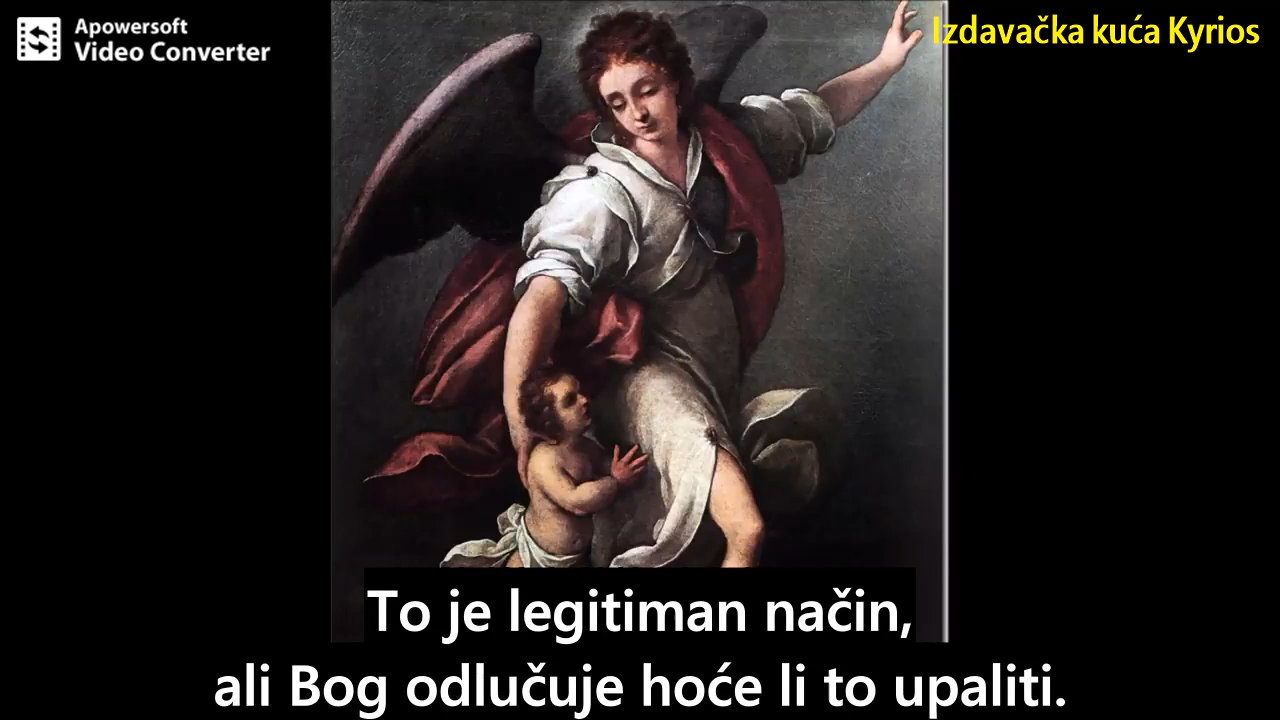 Apowersoft
Video Converter
Izdavačka kuća Kyrios
To je legitiman način,
ali Bog odlučuje hoće li to upaliti.